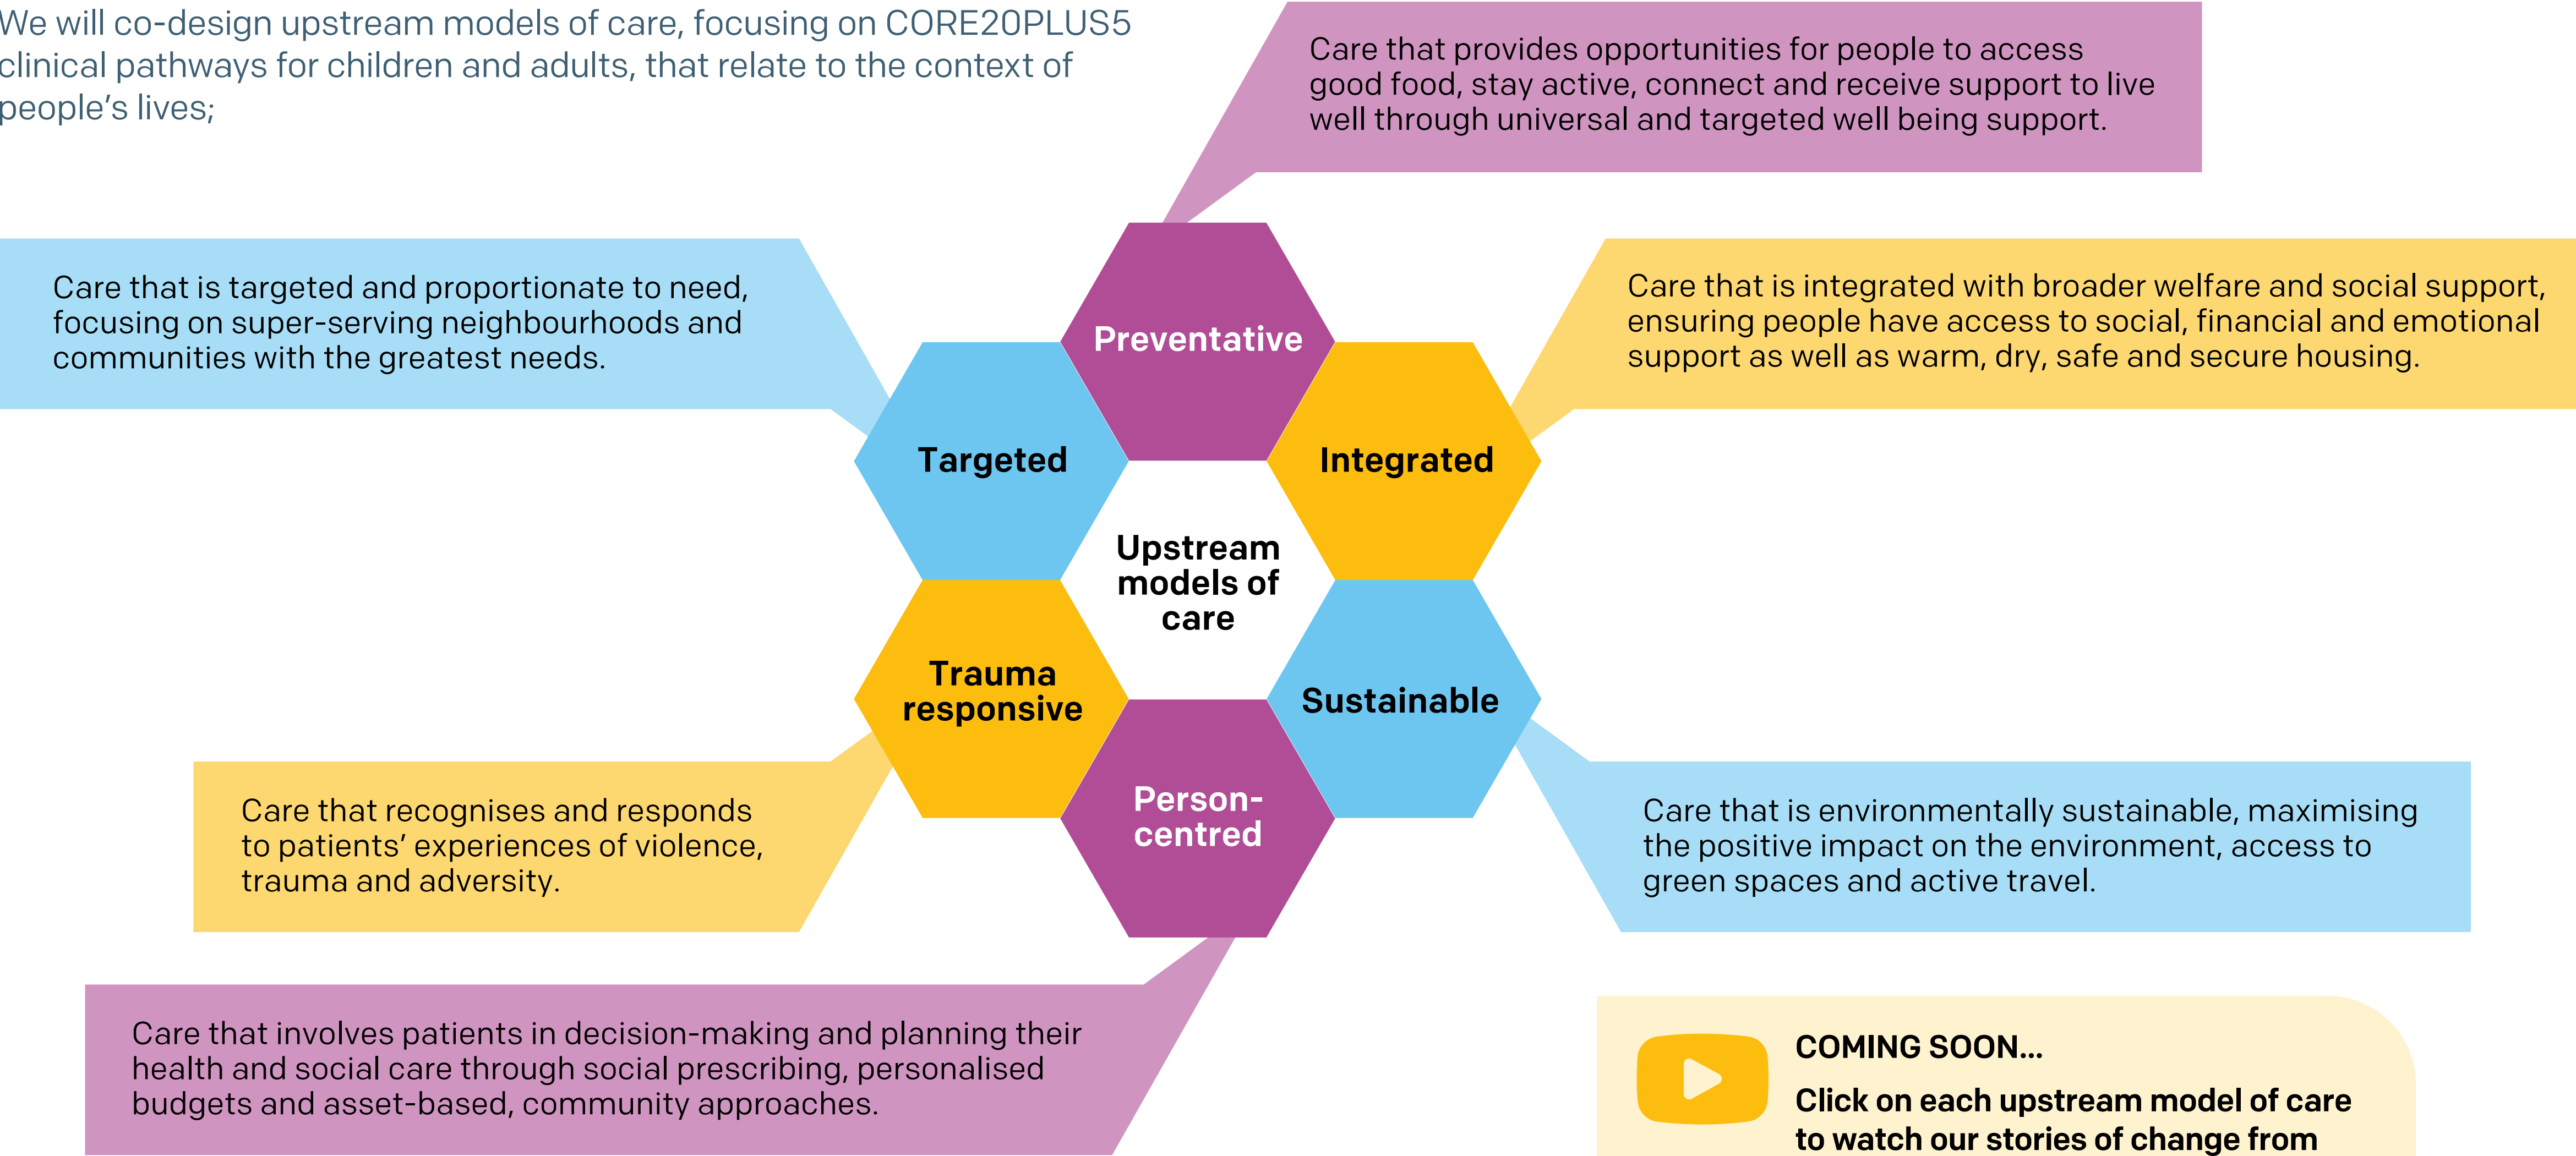 We will co-design upstream models of care, focusing on CORE20PLUS5
clinical pathways for children and adults, that relate to the context of
people's lives;
Care that provides opportunities for people to access
good food, stay active, connect and receive support to live
well through universal and targeted well being support.
Care that is targeted and proportionate to need,
focusing on super-serving neighbourhoods and
communities with the greatest needs.
Care that is integrated with broader welfare and social support,
ensuring people have access to social, financial and emotional
support as well as warm, dry, safe and secure housing.
Preventative
Targeted
Integrated
Upstream
models of
care
Trauma
responsive
Sustainable
Person-
centred
Care that recognises and responds
to patients' experiences of violence,
trauma and adversity.
Care that is environmentally sustainable, maximising
the positive impact on the environment, access to
green spaces and active travel.
Care that involves patients in decision-making and planning their
health and social care through social prescribing, personalised
budgets and asset-based, community approaches.
COMING SOON...
Click on each upstream model of care
to watch our stories of change from